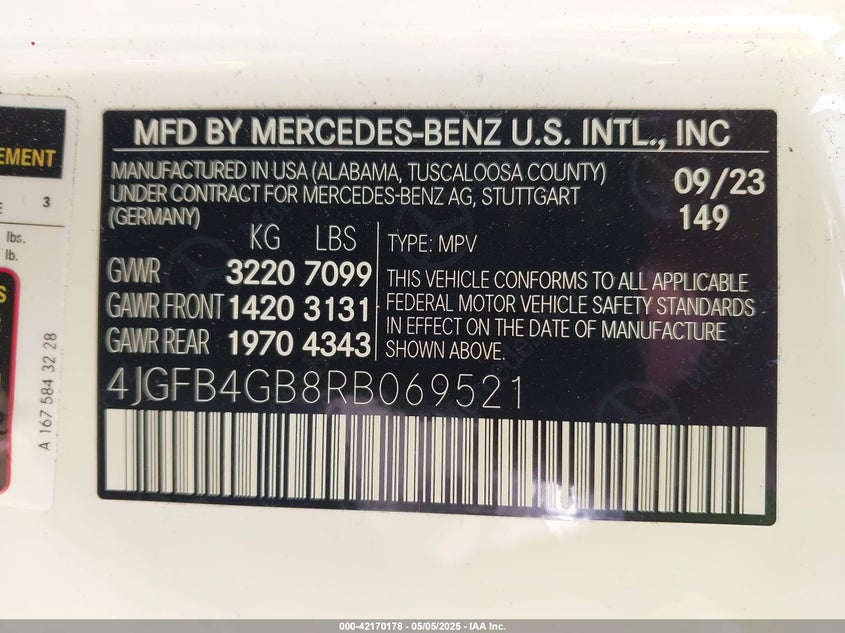 EMENT
3
lbs.
lb.
S
A 167 584 32 28
MFD BY MERCEDES-BENZ U.S. INTL., INC
MANUFACTURED IN USA (ALABAMA, TUSCALOOSA COUNTY)
UNDER CONTRACT FOR MERCEDES-BENZ AG, STUTTGART
(GERMANY)
09/23
149
KG LBS
GVWR 3220 7099
GAWR FRONT 1420 3131
GAWR REAR 1970 4343
TYPE: MPV
THIS VEHICLE CONFORMS TO ALL APPLICABLE
FEDERAL MOTOR VEHICLE SAFETY STANDARDS
IN EFFECT ON THE DATE OF MANUFACTURE
SHOWN ABOVE.
4JGFB4GB8RB069521
000-42170178 - 05/05/2025 - IAA Inc.